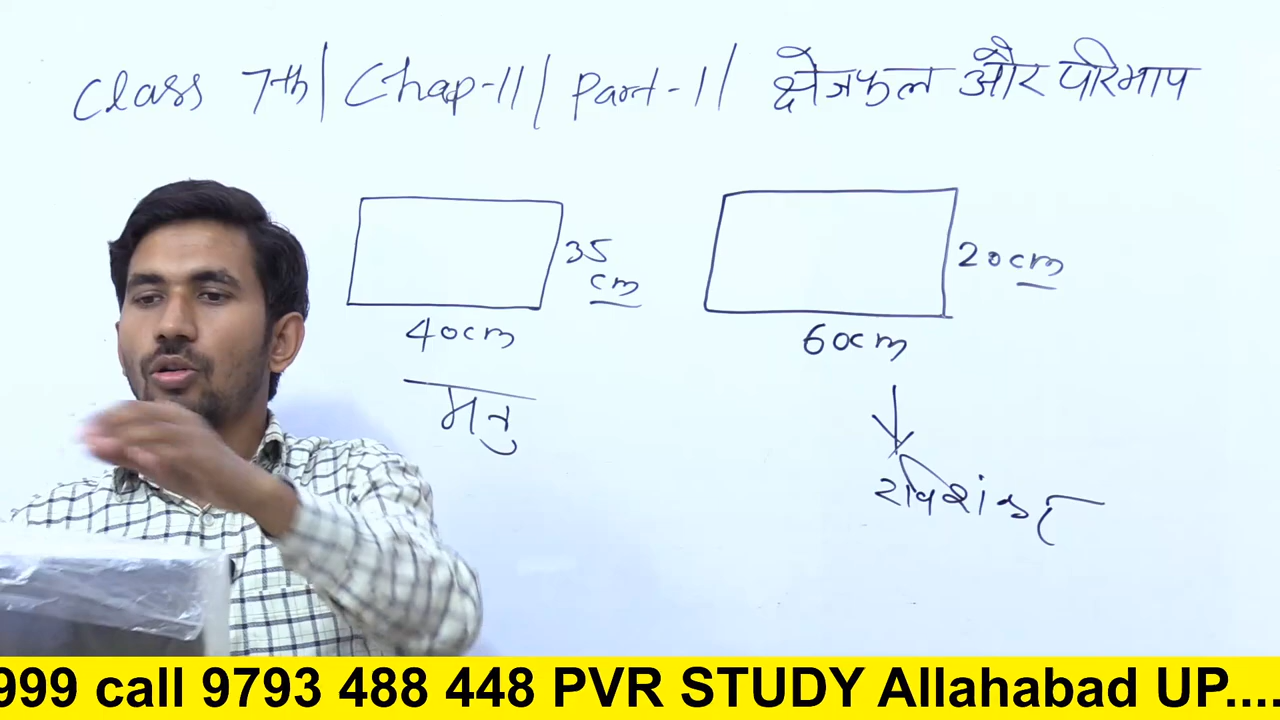 Class 7th | Chap-11 | Part-1 | क्षेत्रफल और परिमाप
35
cm
40cm
20cm
60cm
मनु
रविशंकर
999 call 9793 488 448 PVR STUDY Allahabad UP....